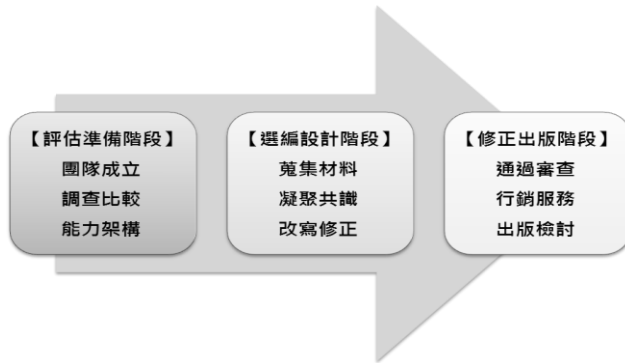 【評估準備階段】
團隊成立
調查比較
能力架構
【選編設計階段】
蒐集材料
凝聚共識
改寫修正
【修正出版階段】
通過審查
行銷服務
出版檢討